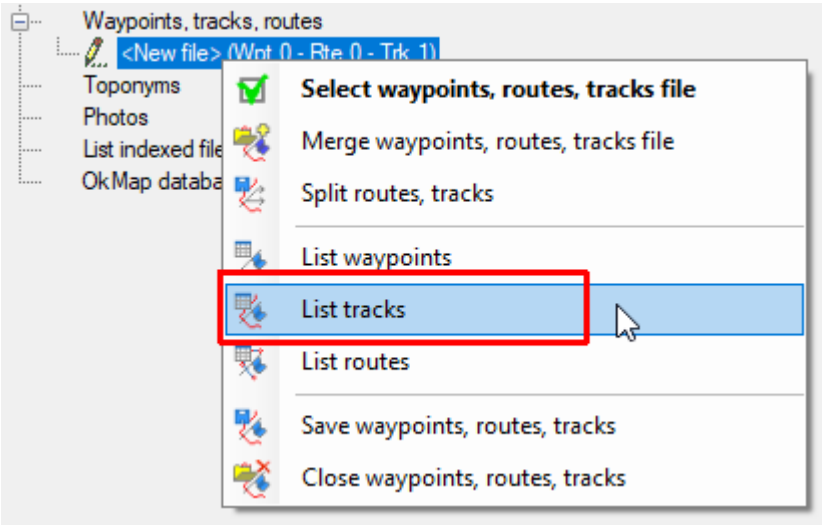 Waypoints, tracks, routes
<New file> (Wpt 0 - Rte 0 - Trk 1)
Toponyms
Photos
List indexed file
OkMap databa
Select waypoints, routes, tracks file
Merge waypoints, routes, tracks file
Split routes, tracks
List waypoints
List tracks
List routes
Save waypoints, routes, tracks
Close waypoints, routes, tracks